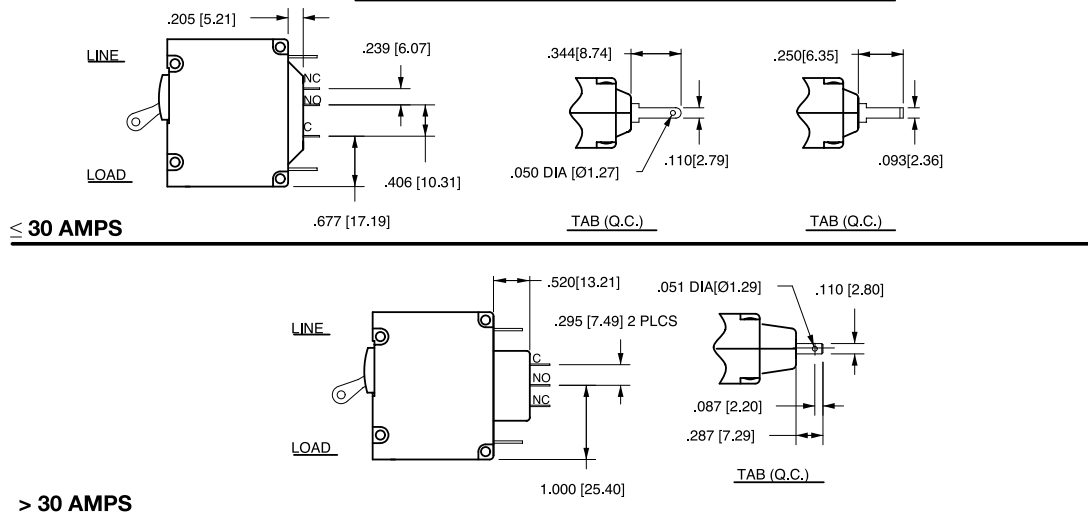 .205 [5.21]
.239 [6.07]
LINE
NC
NO
C
LOAD
.406 [10.31]
.677 [17.19]
.344[8.74]
.050 DIA [Ø1.27]
.110[2.79]
TAB (Q.C.)
.250[6.35]
.093[2.36]
TAB (Q.C.)
≤ 30 AMPS
.520[13.21]
.295 [7.49] 2 PLCS
LINE
C
NO
NC
LOAD
1.000 [25.40]
.051 DIA[Ø1.29]
.110 [2.80]
.087 [2.20]
.287 [7.29]
TAB (Q.C.)
> 30 AMPS